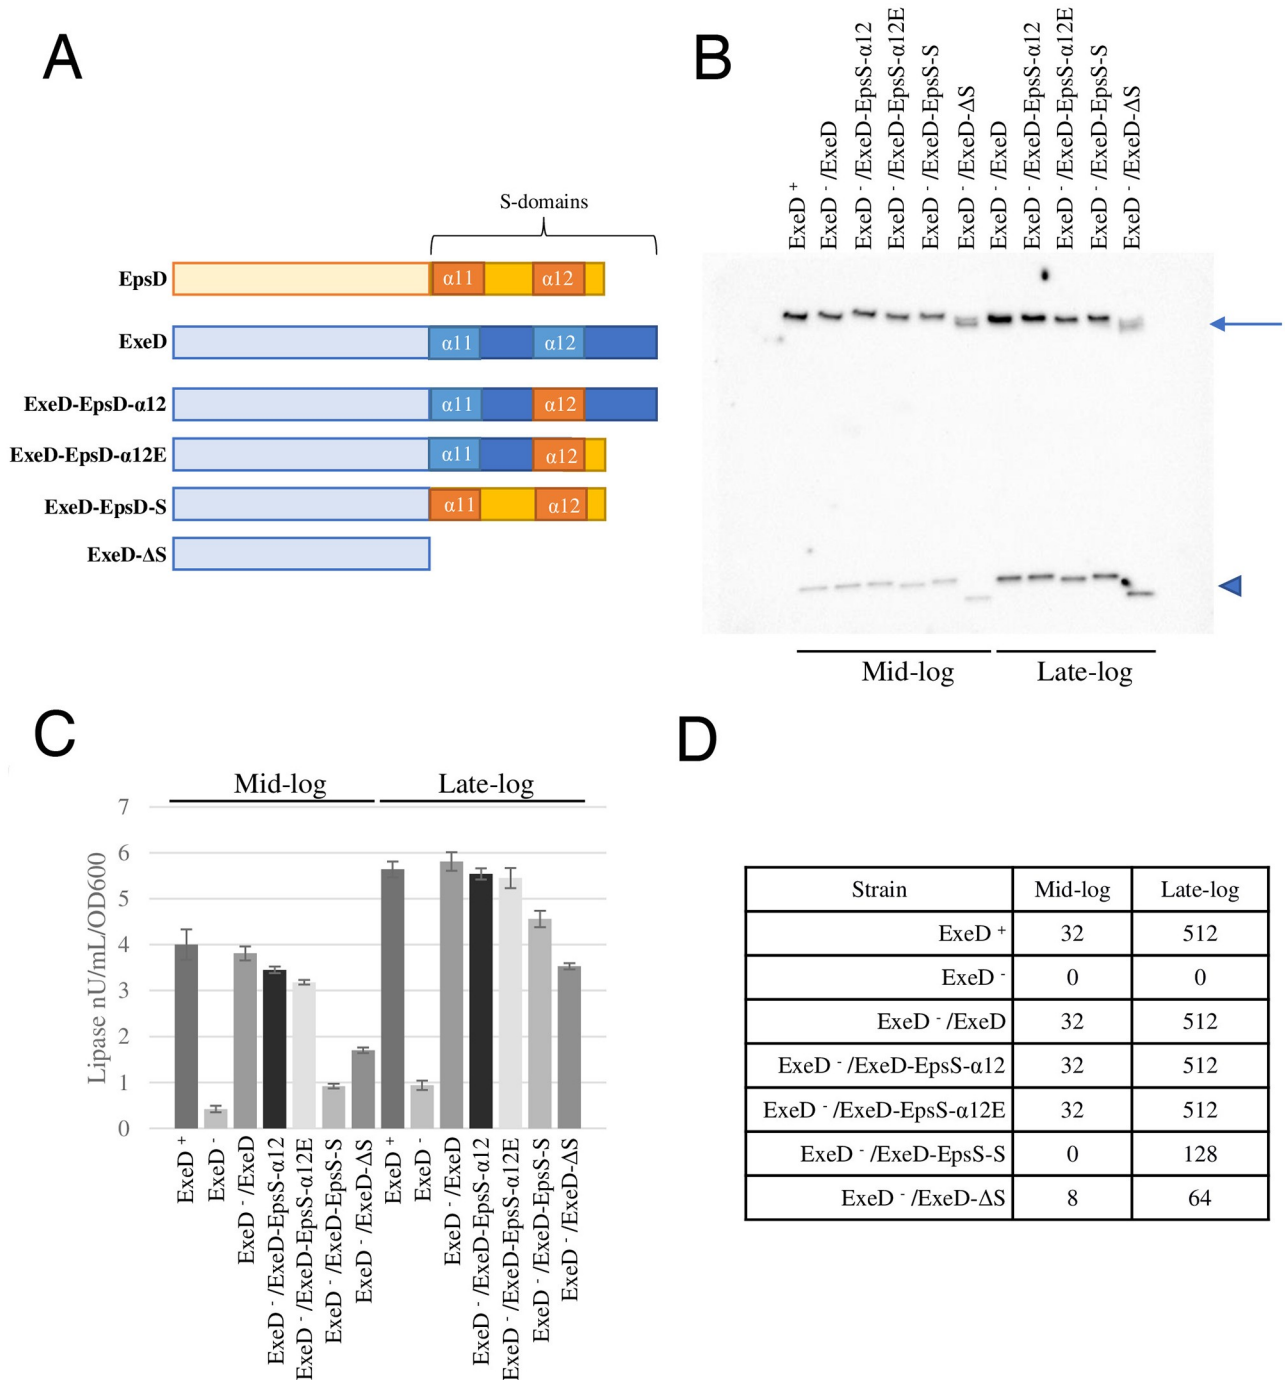 A
S-domains
EpsD
α11
α12
ExeD
α11
α12
ExeD-EpsD-α12
α11
α12
ExeD-EpsD-α12E
α11
α12
ExeD-EpsD-S
α11
α12
ExeD-ΔS
B
ExeD +
ExeD - /ExeD
ExeD - /ExeD-EpsS-α12
ExeD - /ExeD-EpsS-α12E
ExeD - /ExeD-EpsS-S
ExeD - /ExeD-ΔS
ExeD - /ExeD
ExeD - /ExeD-EpsS-α12
ExeD - /ExeD-EpsS-α12E
ExeD - /ExeD-EpsS-S
ExeD - /ExeD-ΔS
Mid-log
Late-log
C
Mid-log
Late-log
Lipase nU/mL/OD600
7
6
5
4
3
2
1
0
ExeD +
ExeD -
ExeD - /ExeD
ExeD - /ExeD-EpsS-α12
ExeD - /ExeD-EpsS-α12E
ExeD - /ExeD-EpsS-S
ExeD - /ExeD-ΔS
ExeD +
ExeD -
ExeD - /ExeD
ExeD - /ExeD-EpsS-α12
ExeD - /ExeD-EpsS-α12E
ExeD - /ExeD-EpsS-S
ExeD - /ExeD-ΔS
D
Strain Mid-log Late-log
ExeD + 32 512
ExeD - 0 0
ExeD - /ExeD 32 512
ExeD - /ExeD-EpsS-α12 32 512
ExeD - /ExeD-EpsS-α12E 32 512
ExeD - /ExeD-EpsS-S 0 128
ExeD - /ExeD-ΔS 8 64